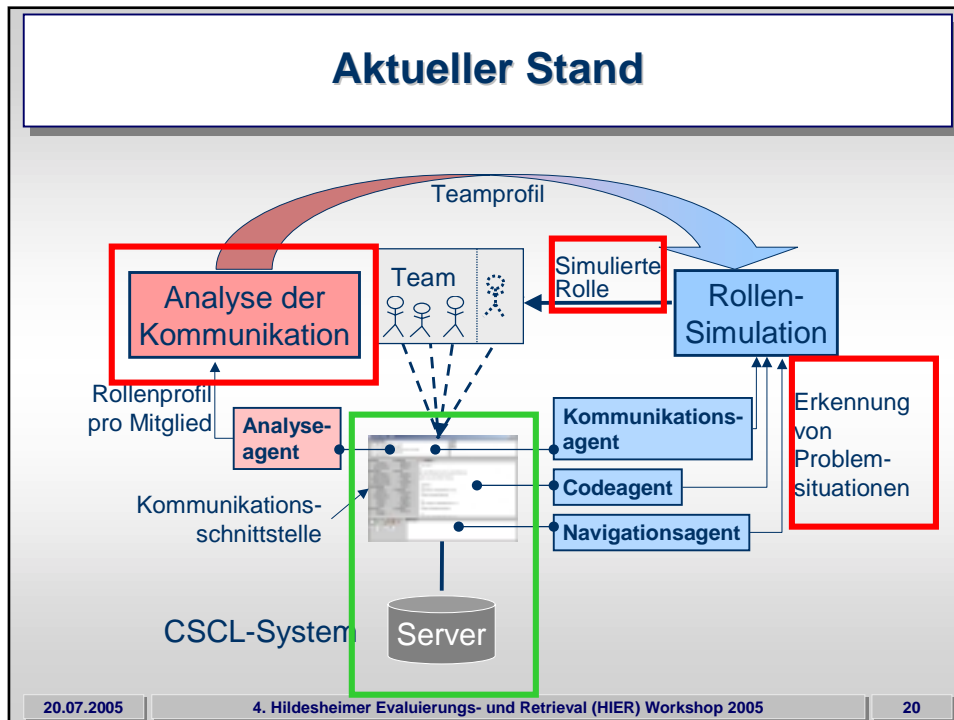 Aktueller Stand
Teamprofil
Analyse der
Kommunikation
Team
Simulierte
Rolle
Rollen-
Simulation
Rollenprofil
pro Mitglied
Analyse-
agent
Kommunikations-
agent
Erkennung
von
Problem-
situationen
Codeagent
Kommunikations-
schnittstelle
Navigationsagent
CSCL-System
Server
20.07.2005
4. Hildesheimer Evaluierungs- und Retrieval (HIER) Workshop 2005
20